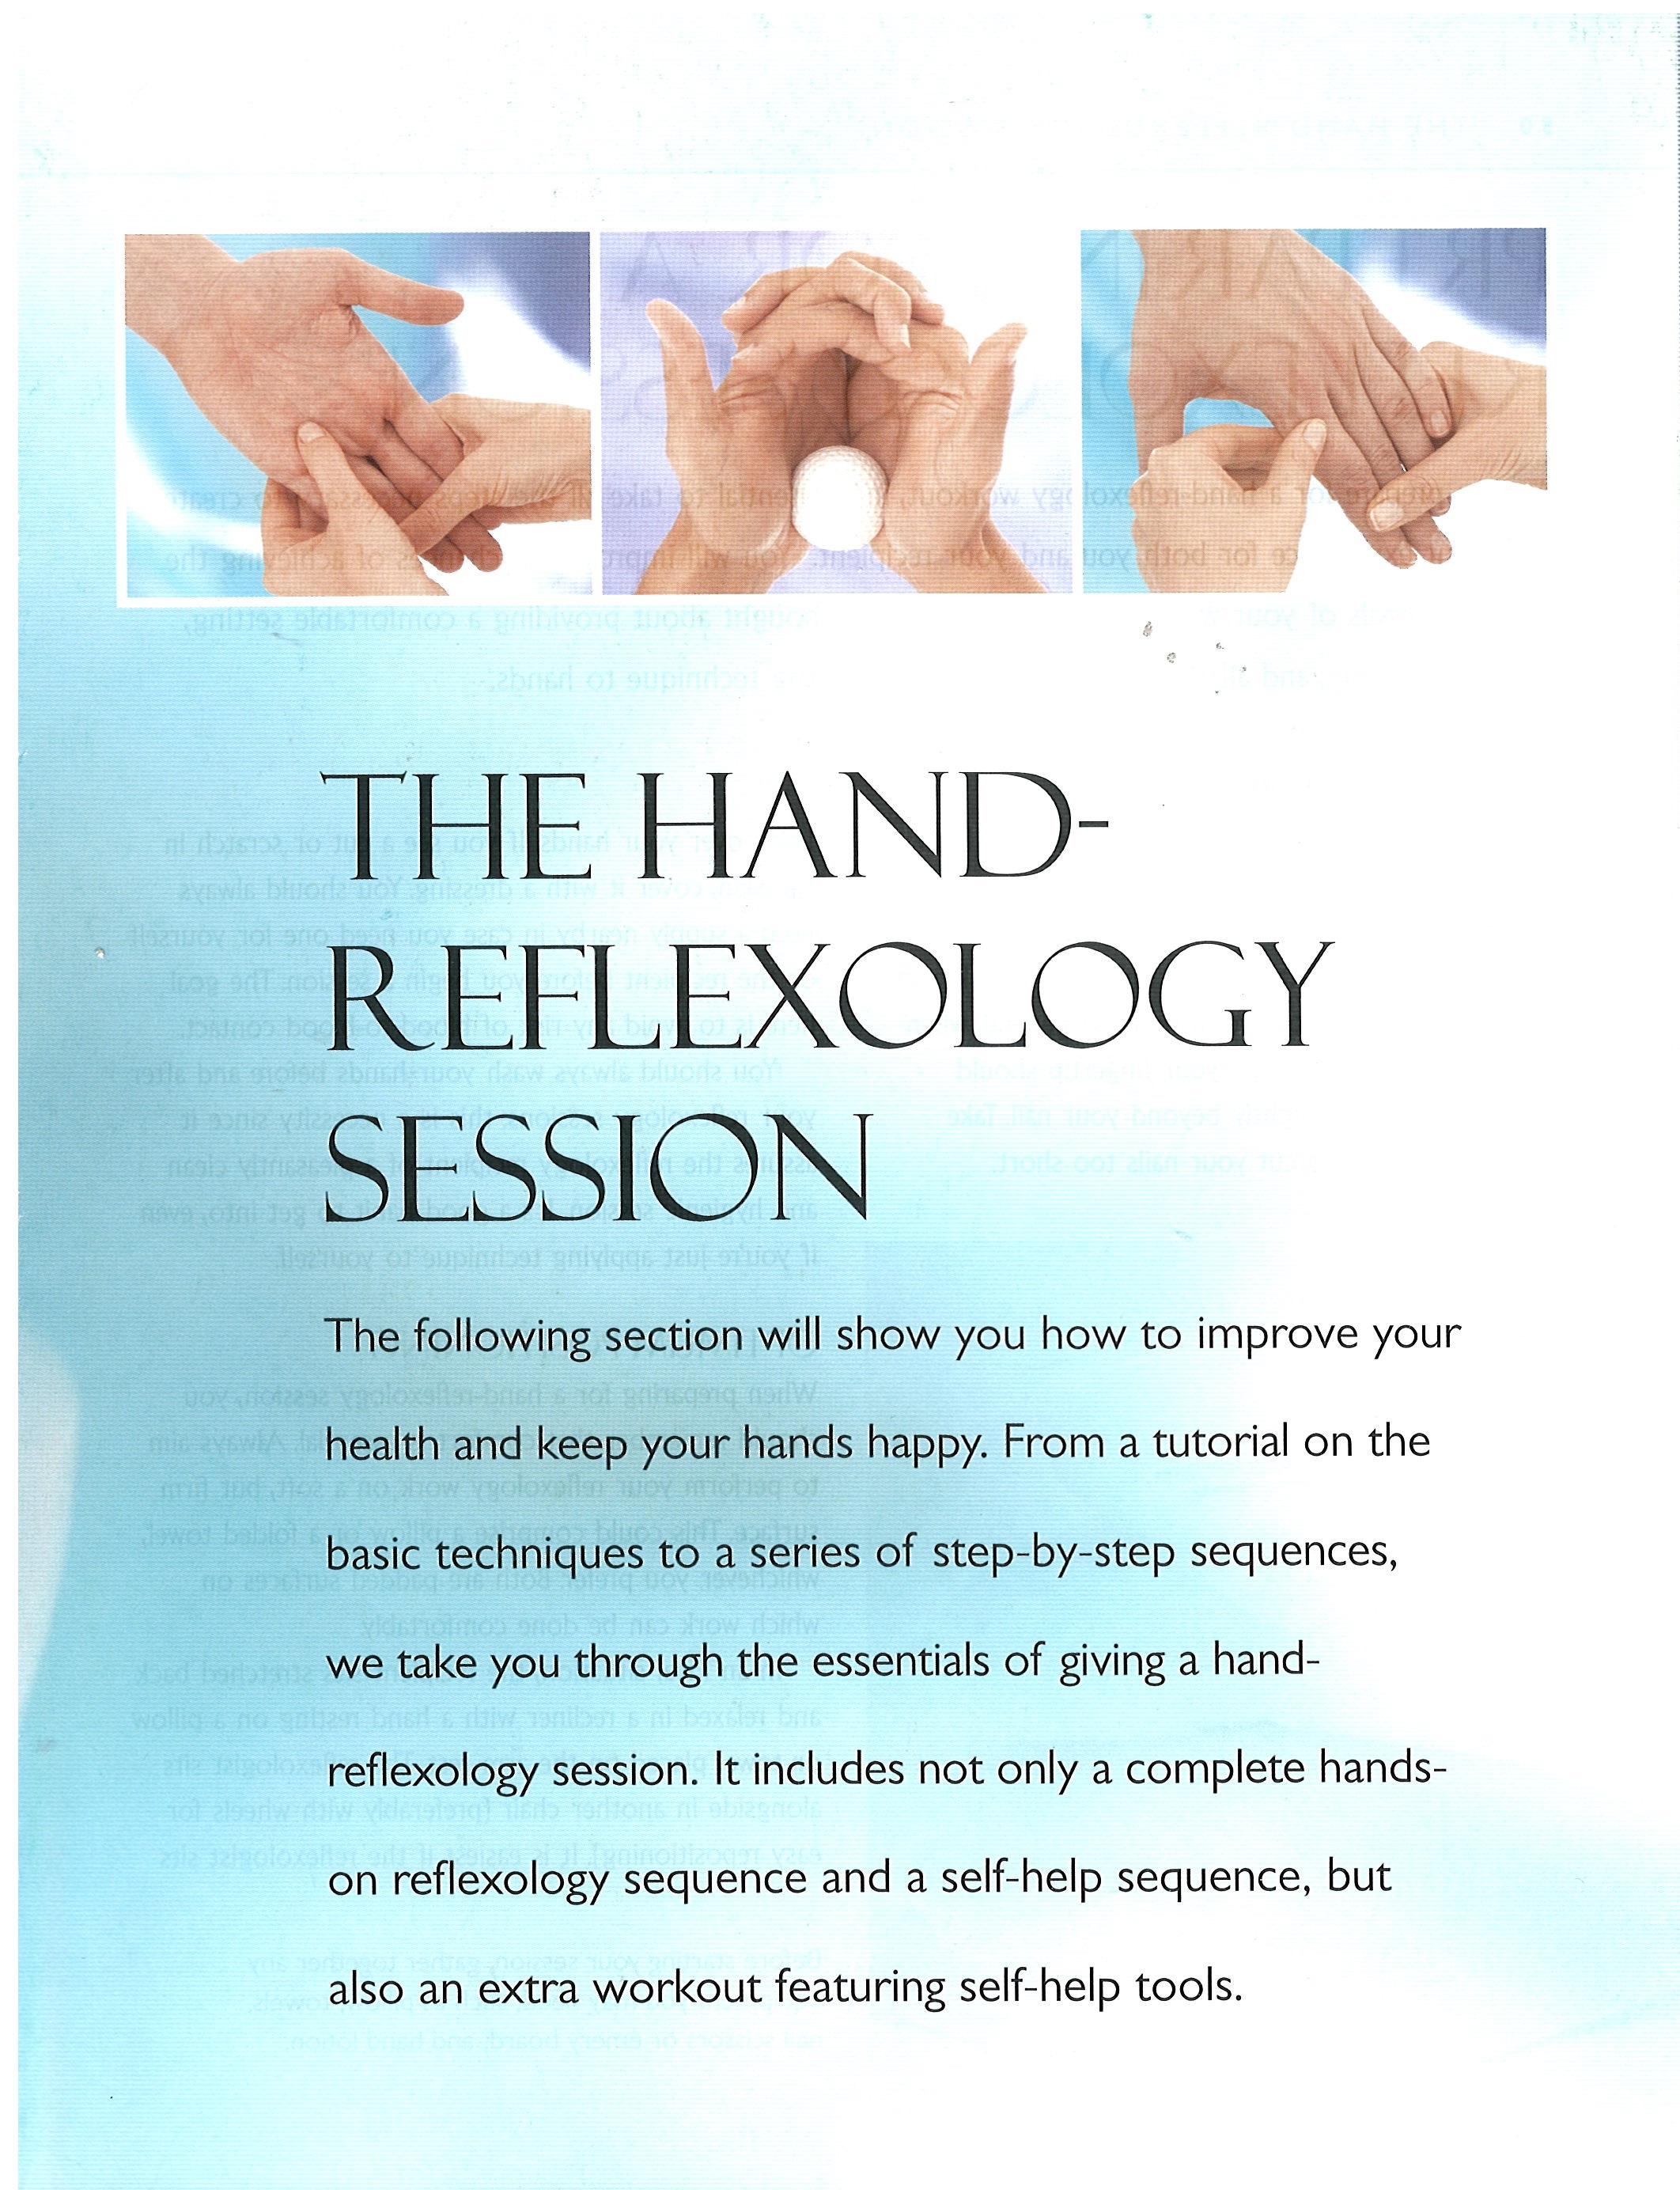 THE HAND-
REFLEXOLOGY
SESSION
The following section will show you how to improve your
health and keep your hands happy. From a tutorial on the
basic techniques to a series of step-by-step sequences,
we take you through the essentials of giving a hand-
reflexology session. It includes not only a complete hands-
on reflexology sequence and a self-help sequence, but
also an extra workout featuring self-help tools.